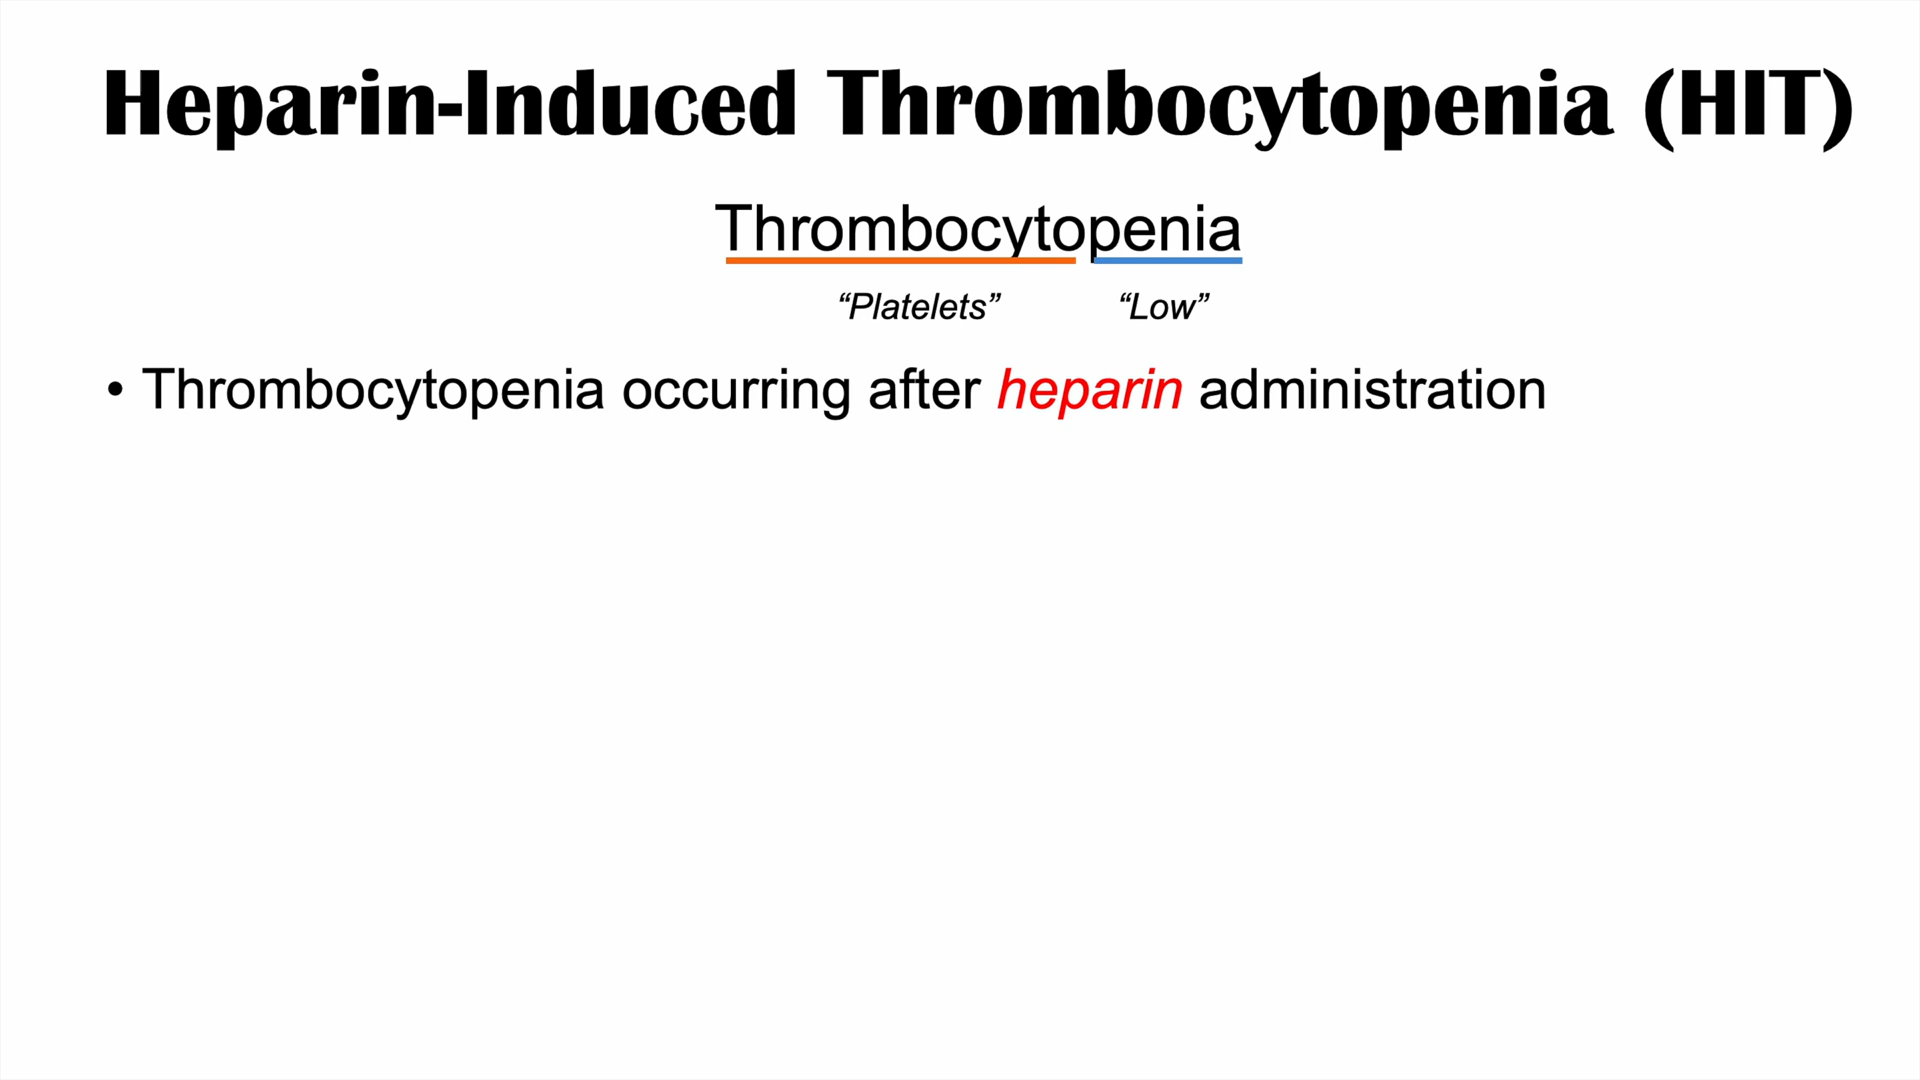 Heparin-Induced Thrombocytopenia (HIT)
Thrombocytopenia
“Platelets” “Low”
• Thrombocytopenia occurring after heparin administration